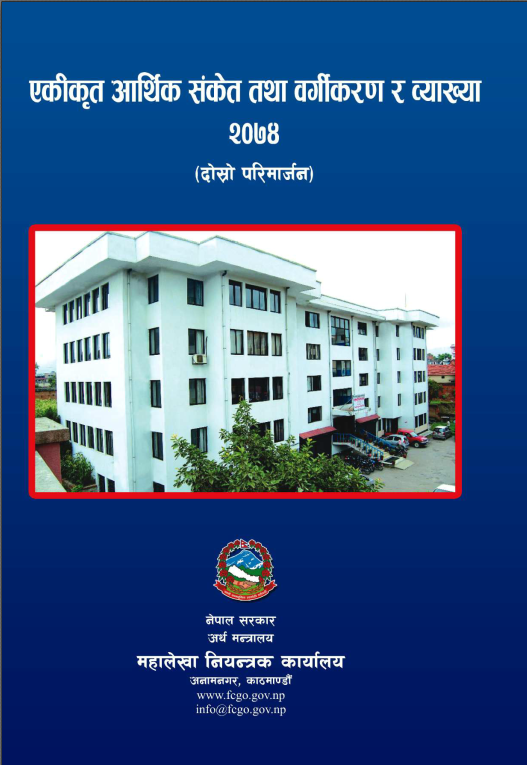 एकीकृत आर्थिक संकेत तथा वर्गीकरण र व्याख्या
२०७४
(दोस्रो परिमार्जन)
नेपाल सरकार
अर्थ मन्त्रालय
महालेखा नियन्त्रक कार्यालय
अनामनगर, काठमाण्डौं
www.fcgo.gov.np
info@fcgo.gov.np